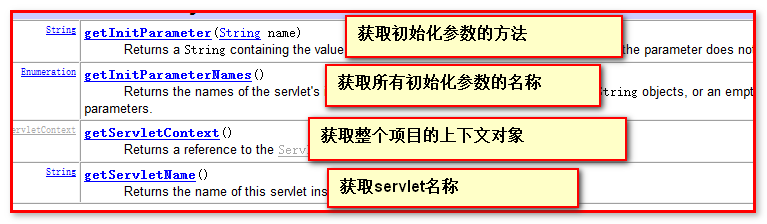 String getInitParameter(String name) 获取初始化参数的方法
Returns a String containing the value the parameter does not
Enumeration getInitParameterNames() 获取所有初始化参数的名称
Returns the names of the servlet's String objects, or an empt
parameters.
ServletContext getServletContext() 获取整个项目的上下文对象
Returns a reference to the Serv
String getServletName() 获取servlet名称
Returns the name of this servlet ins